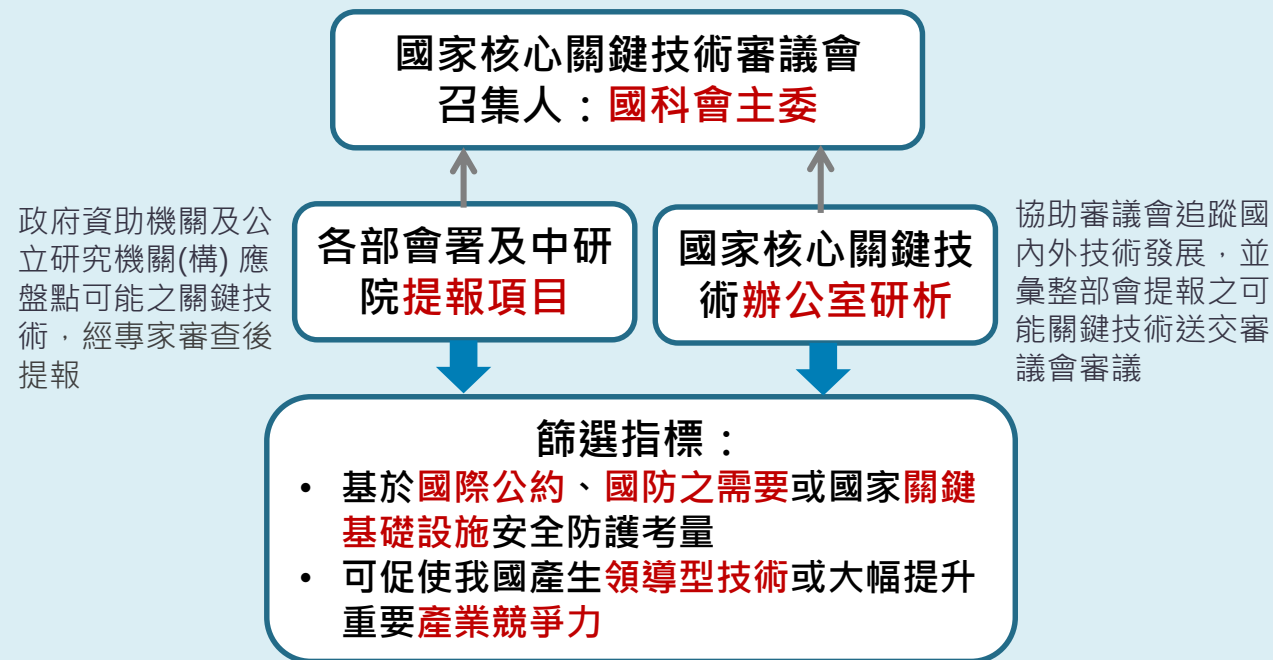 國家核心關鍵技術審議會
召集人：國科會主委
政府資助機關及公
立研究機關(構) 應
盤點可能之關鍵技
術，經專家審查後
提報
各部會署及中研
院提報項目
國家核心關鍵技
術辦公室研析
協助審議會追蹤國
內外技術發展，並
彙整部會提報之可
能關鍵技術送交審
議會審議
篩選指標：
• 基於國際公約、國防之需要或國家關鍵
基礎設施安全防護考量
• 可促使我國產生領導型技術或大幅提升
重要產業競爭力